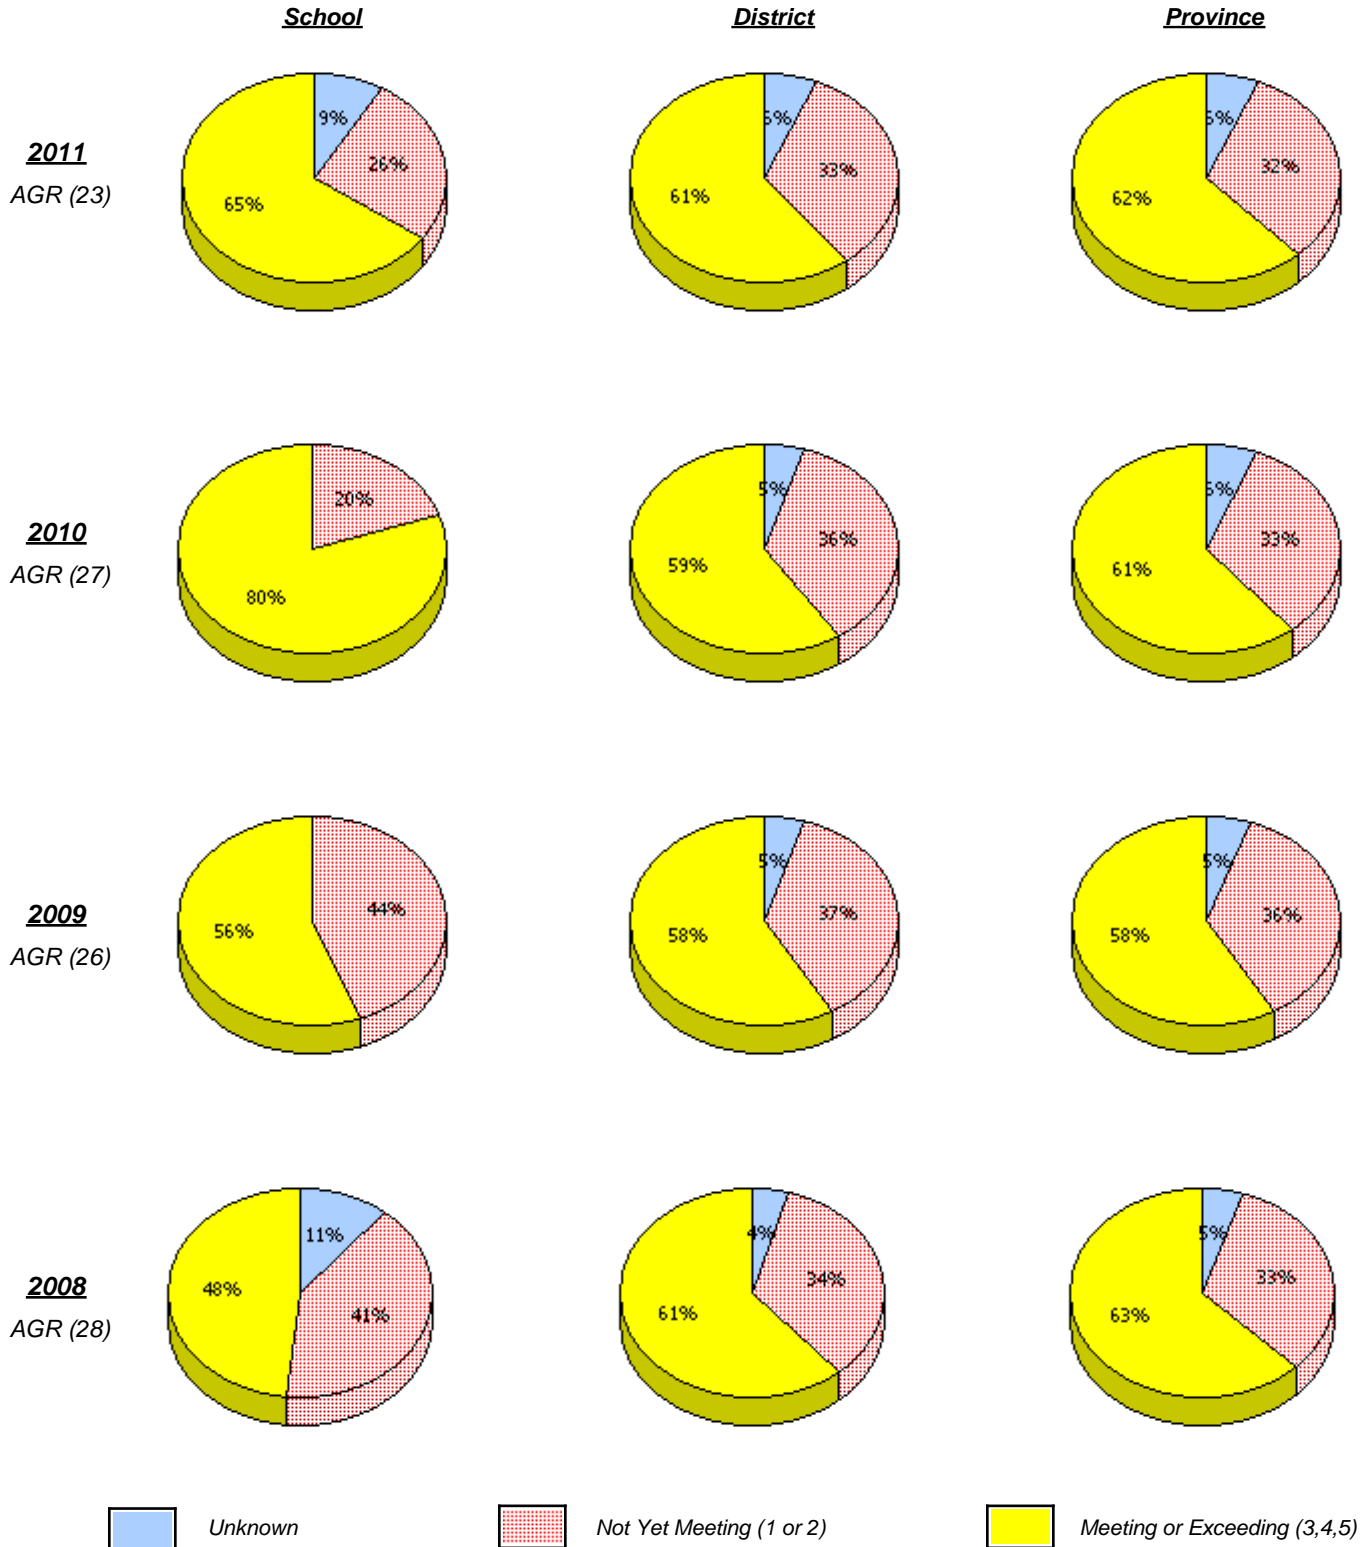 School District Province
9% 6% 6%
2011
26% 33% 32%
AGR (23)
65% 61% 62%
20% 5% 6%
2010
36% 33%
AGR (27)
80% 59% 61%
5% 5%
2009
44% 37% 36%
56% 58% 58%
AGR (26)
11% 4% 5%
2008
48% 34% 33%
41% 61% 63%
AGR (28)
Unknown
Not Yet Meeting (1 or 2)
Meeting or Exceeding (3,4,5)